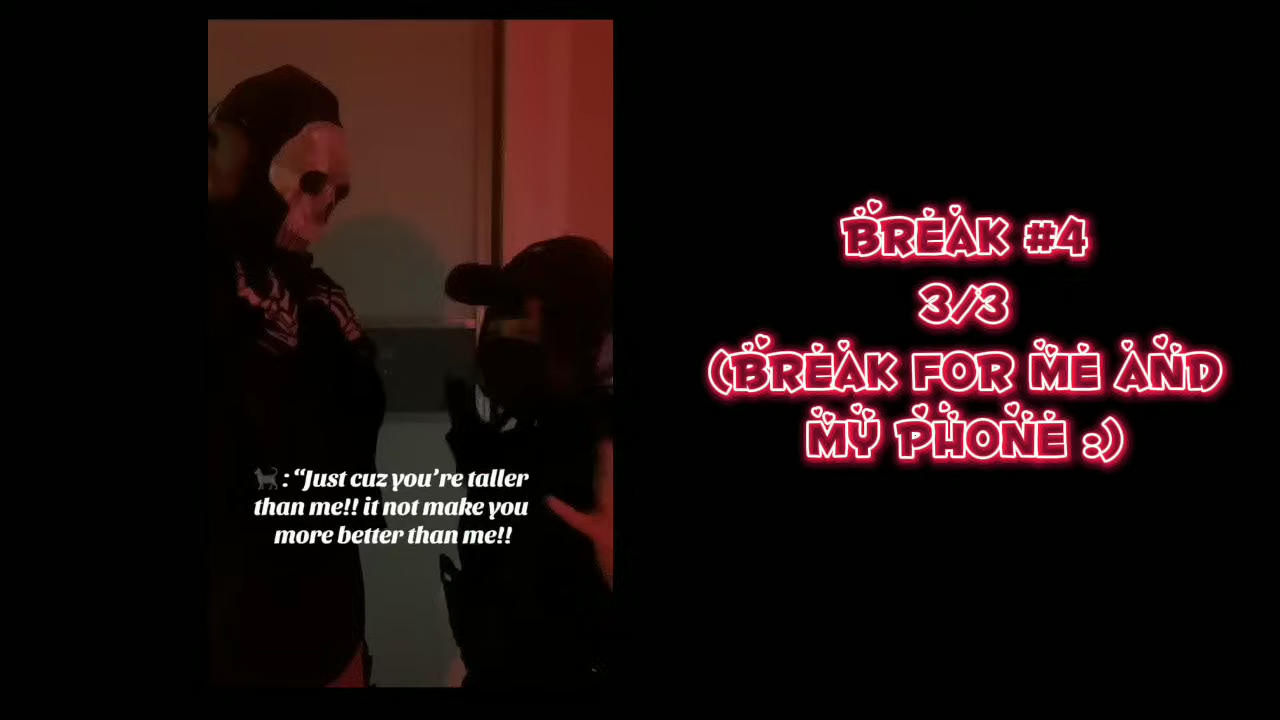 🐈‍⬛: “Just cuz you're taller
than me!! it not make you
more better than me!!
BREAK #4
3/3
(BREAK FOR ME AND
MY PHONE :)